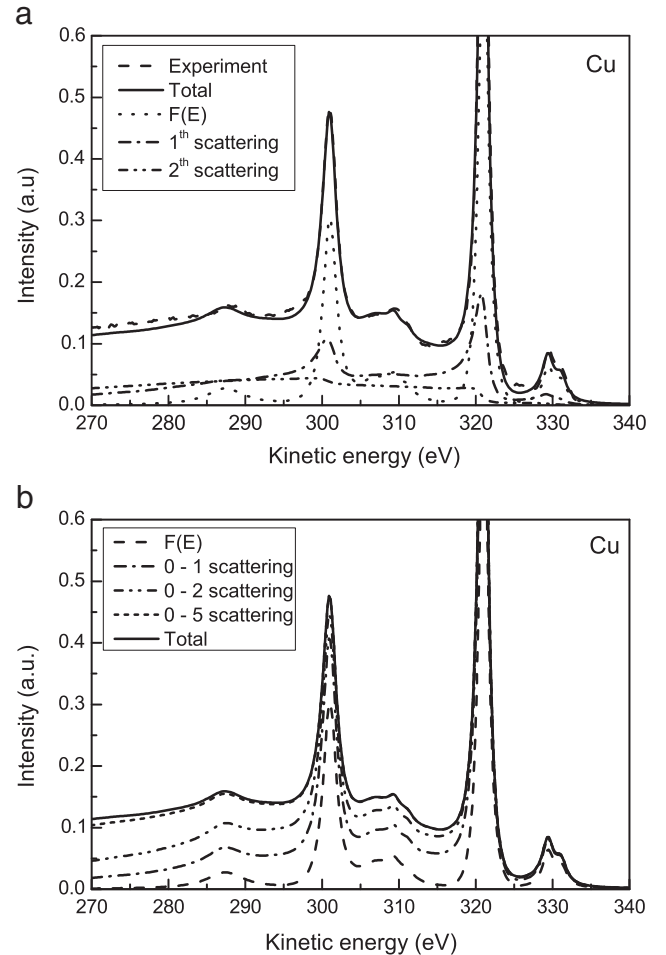 a
0.6
0.5
0.4
0.3
0.2
0.1
0.0
Intensity (a.u)
Experiment
Total
F(E)
1th scattering
2th scattering
Cu
270 280 290 300 310 320 330 340
Kinetic energy (eV)
b
0.6
0.5
0.4
0.3
0.2
0.1
0.0
Intensity (a.u.)
F(E)
0 - 1 scattering
0 - 2 scattering
0 - 5 scattering
Total
Cu
270 280 290 300 310 320 330 340
Kinetic energy (eV)